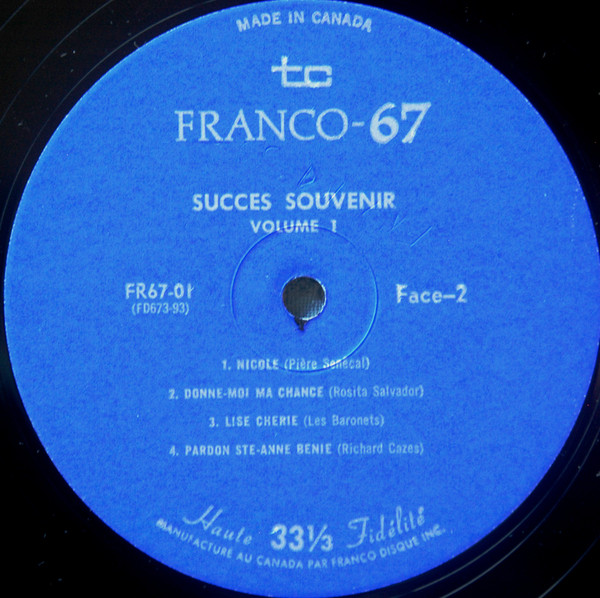 MADE IN CANADA
tc
FRANCO-67
SUCCES SOUVENIR
VOLUME 1
FR67-01
(FD673-93)
Face-2
1. NICOLE (Pière Senécal)
2. DONNE-MOI MA CHANCE (Rosita Salvador)
3. LISE CHERIE (Les Baronets)
4. PARDON STE-ANNE BENIE (Richard Cazes)
Haute 33⅓ Fidélité
MANUFACTURÉ AU CANADA PAR FRANCO DISQUE INC.